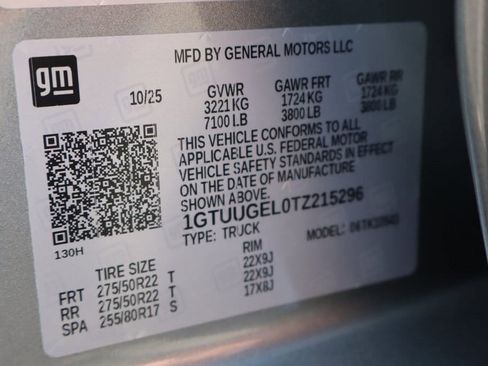 gm
MFD BY GENERAL MOTORS LLC
10/25 GVWR GAWR FRT GAWR RR
3221 KG 1724 KG 1724 KG
7100 LB 3800 LB 3800 LB
THIS VEHICLE CONFORMS TO ALL
APPLICABLE U.S. FEDERAL MOTOR
VEHICLE SAFETY STANDARDS IN EFFECT
ON THE DATE OF MANUFACTURE
SHOWN ABOVE.
1GTUUGEL0TZ215296
TYPE: TRUCK MODEL:
130H
TIRE SIZE RIM
FRT 275/50R22 T 22X9J
RR 275/50R22 T 22X9J
SPA 255/80R17 S 17X8J